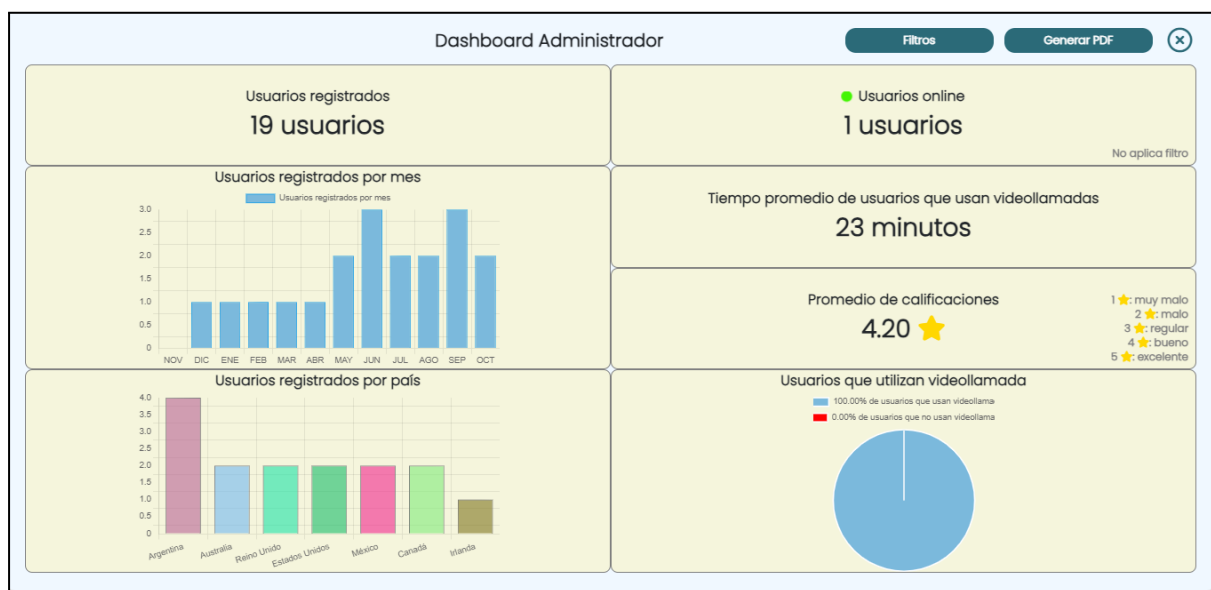 Dashboard Administrador
Filtros
Generar PDF
Usuarios registrados
19 usuarios
Usuarios online
1 usuarios
No aplica filtro
Usuarios registrados por mes
Usuarios registrados por mes
3.0
2.5
2.0
1.5
1.0
0.5
0
NOV DIC ENE FEB MAR ABR MAY JUN JUL AGO SEP OCT
Tiempo promedio de usuarios que usan videollamadas
23 minutos
Promedio de calificaciones
4.20 ⭐
1 ⭐: muy malo
2 ⭐: malo
3 ⭐: regular
4 ⭐: bueno
5 ⭐: excelente
Usuarios registrados por país
4.0
3.5
3.0
2.5
2.0
1.5
1.0
0.5
0
Argentina Australia Reino Unido Estados Unidos México Canadá Irlanda
Usuarios que utilizan videollamada
100.00% de usuarios que usan videollama
0.00% de usuarios que no usan videollama